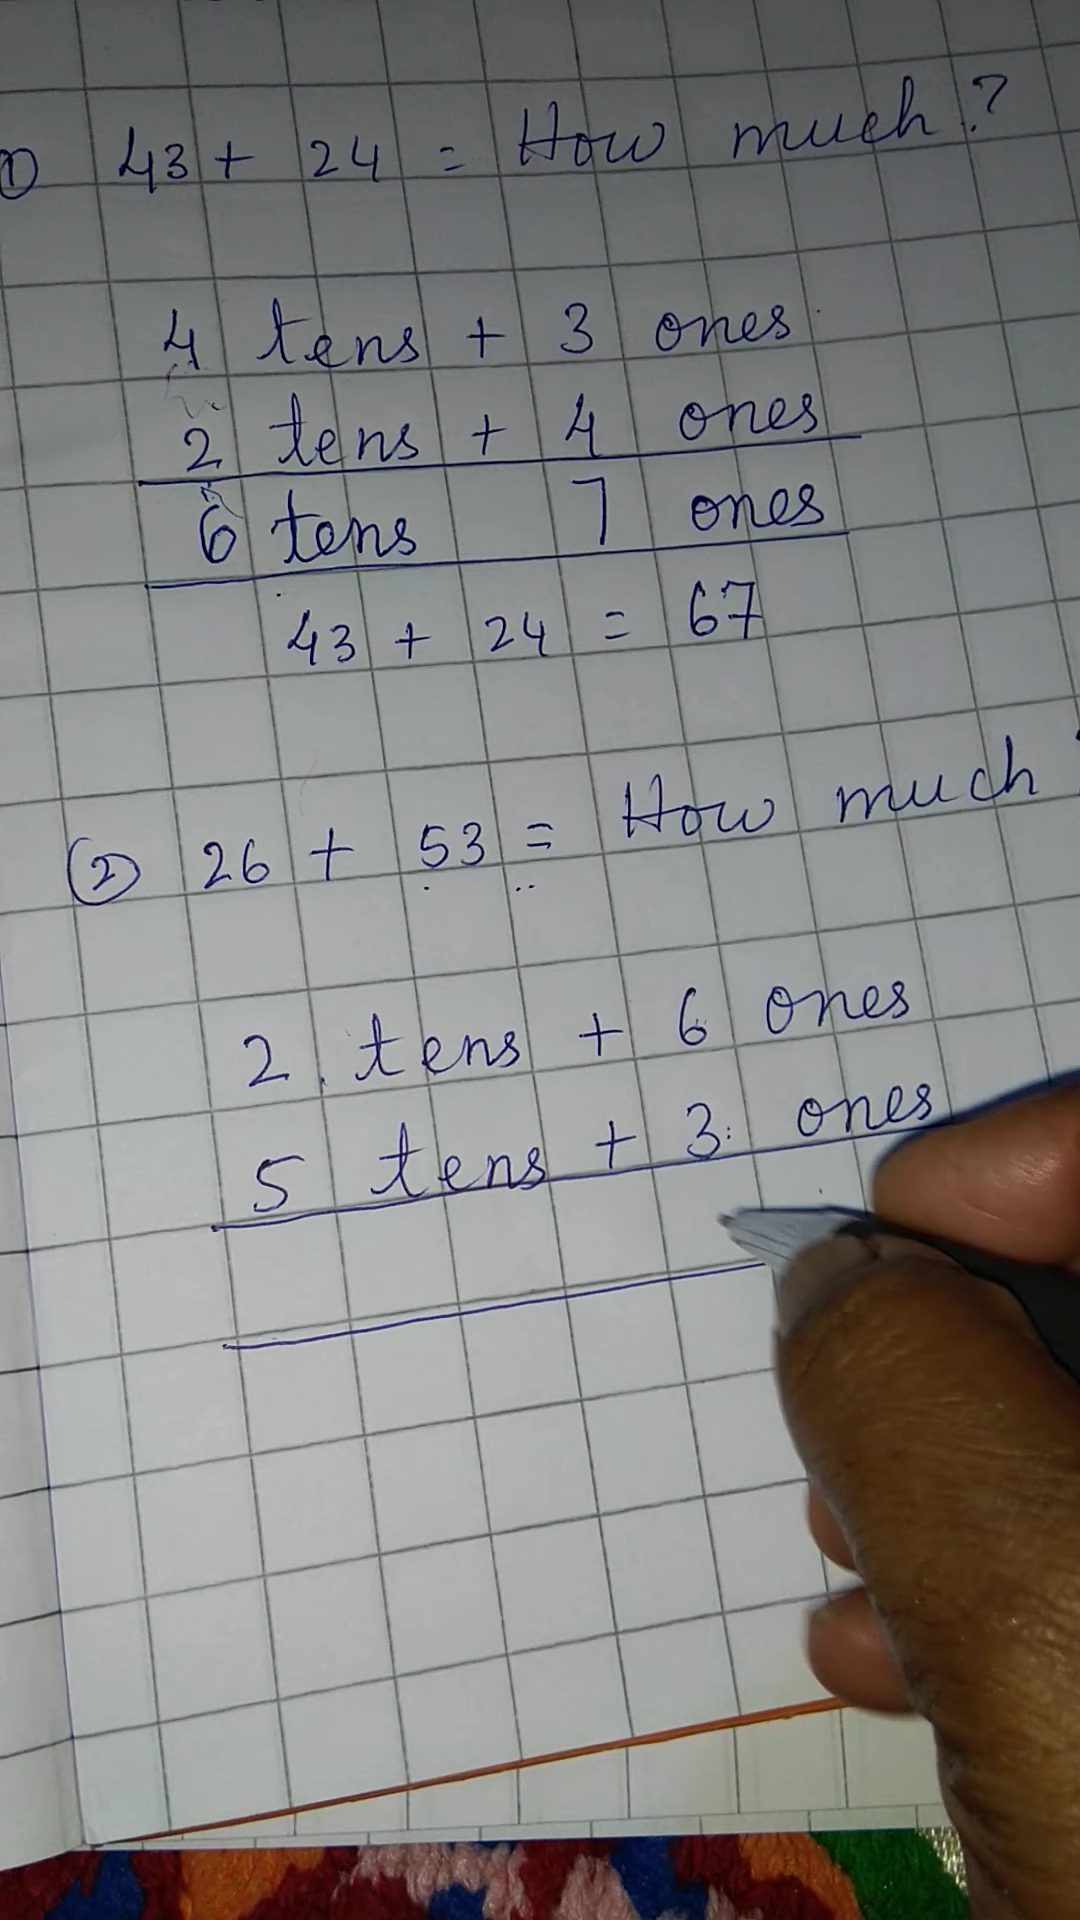 ① 43 + 24 = How much ?
4 tens + 3 ones
2 tens + 4 ones
6 tens 7 ones
43 + 24 = 67
② 26 + 53 = How much
2 tens + 6 ones
5 tens + 3 ones